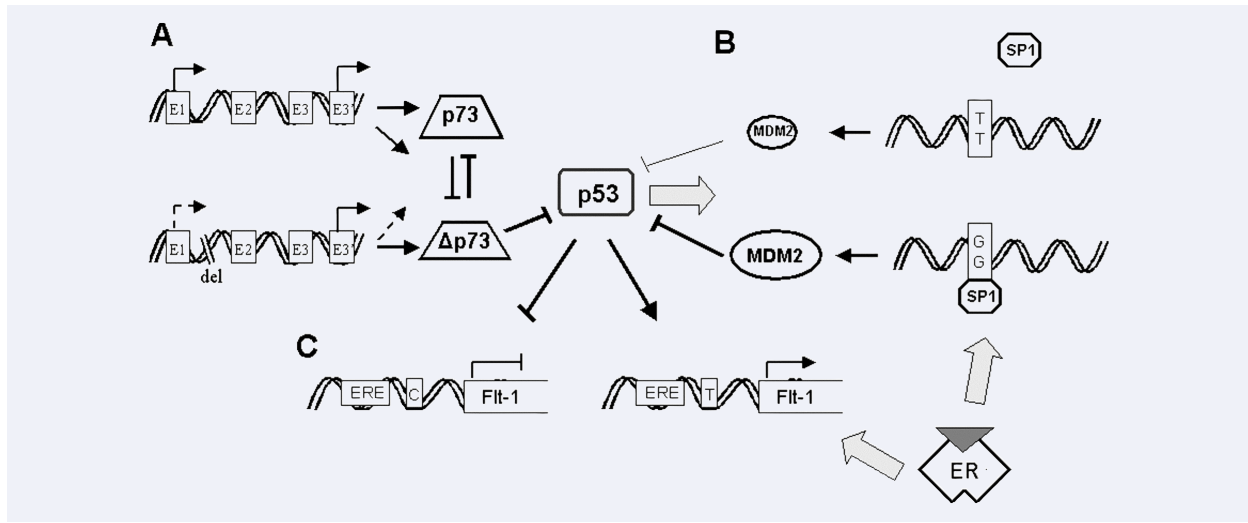 A
E1 E2 E3 E3'
p73
E1 E2 E3 E3'
del
Δp73
p53
B
SP1
MDM2
T
T
MDM2
G
G
SP1
C
ERE C Flt-1
ERE T Flt-1
ER